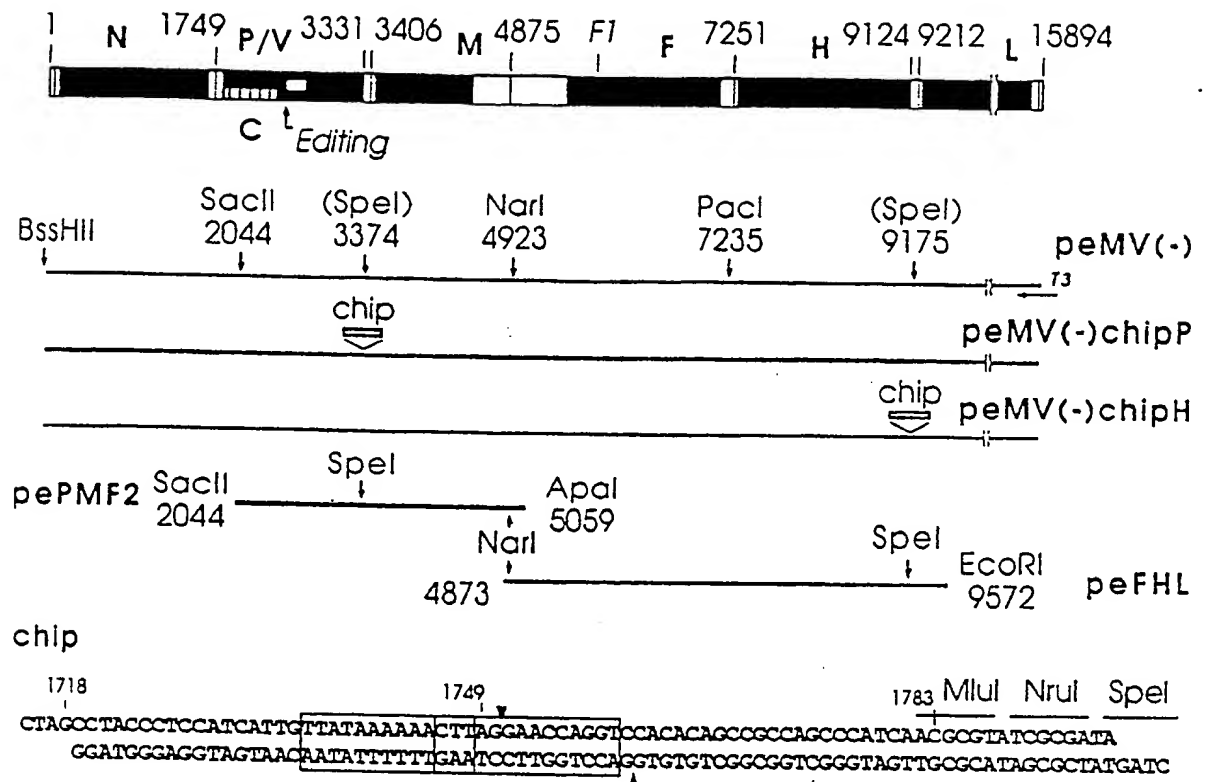 1 N 1749 P/V 3331 3406 M 4875 F1 F 7251 H 9124 9212 L 15894
C Editing
BssHII SacII 2044 (SpeI) 3374 NarI 4923 PacI 7235 (SpeI) 9175 peMV(-)
T3
chip
peMV(-)chipP
chip
peMV(-)chipH
pePMF2 SacII 2044 SpeI ApaI 5059
NarI
4873 SpeI EcoRI 9572 peFHL
chip
1718 1749 1783 MluI NruI SpeI
CTAGCCTACCCTCCATCATTGTTATAAAAAACTTAGGAACCAGGTCCACACAGCCGCCAGCCCATCAACGCGTATCGCGATA
GGATGGGAGGTAGTAACAATATTTTTTGAATCCTTGGTCCAGGTGTGTCGGCGGTCGGGTAGTTGCGCATAGCGCTATGATC